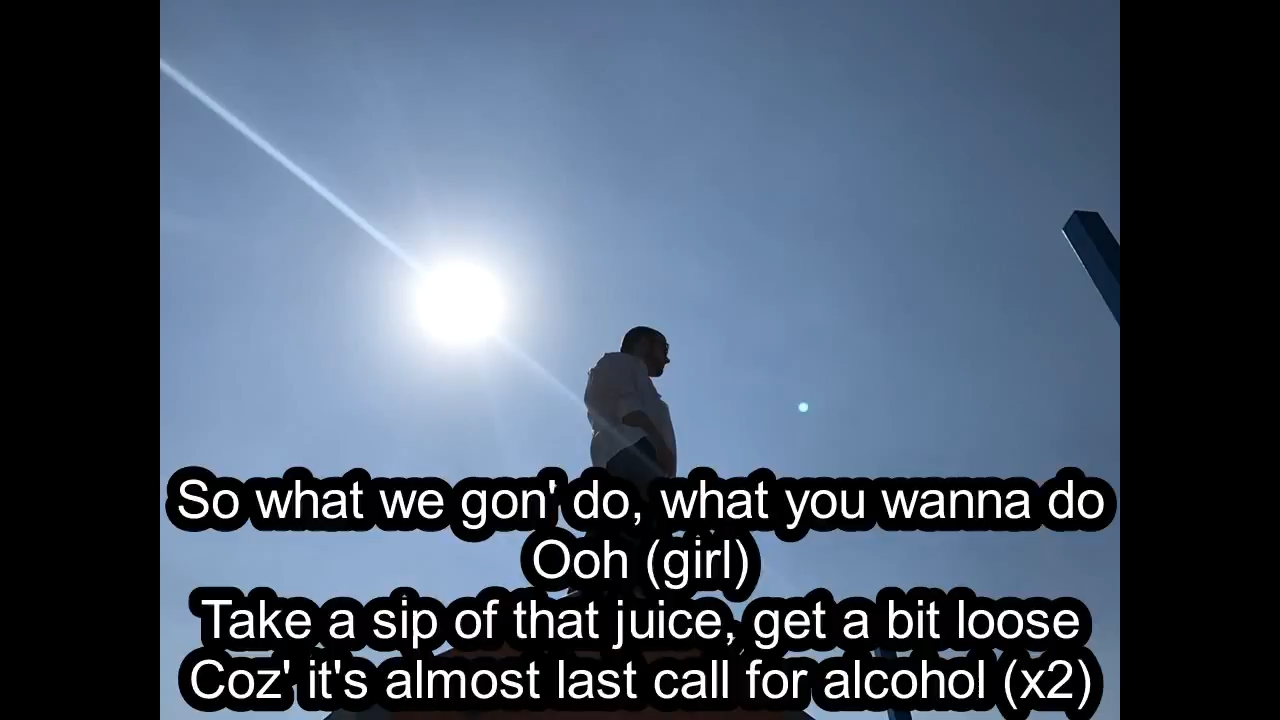 So what we gon' do, what you wanna do
Ooh (girl)
Take a sip of that juice, get a bit loose
Coz' it's almost last call for alcohol (x2)